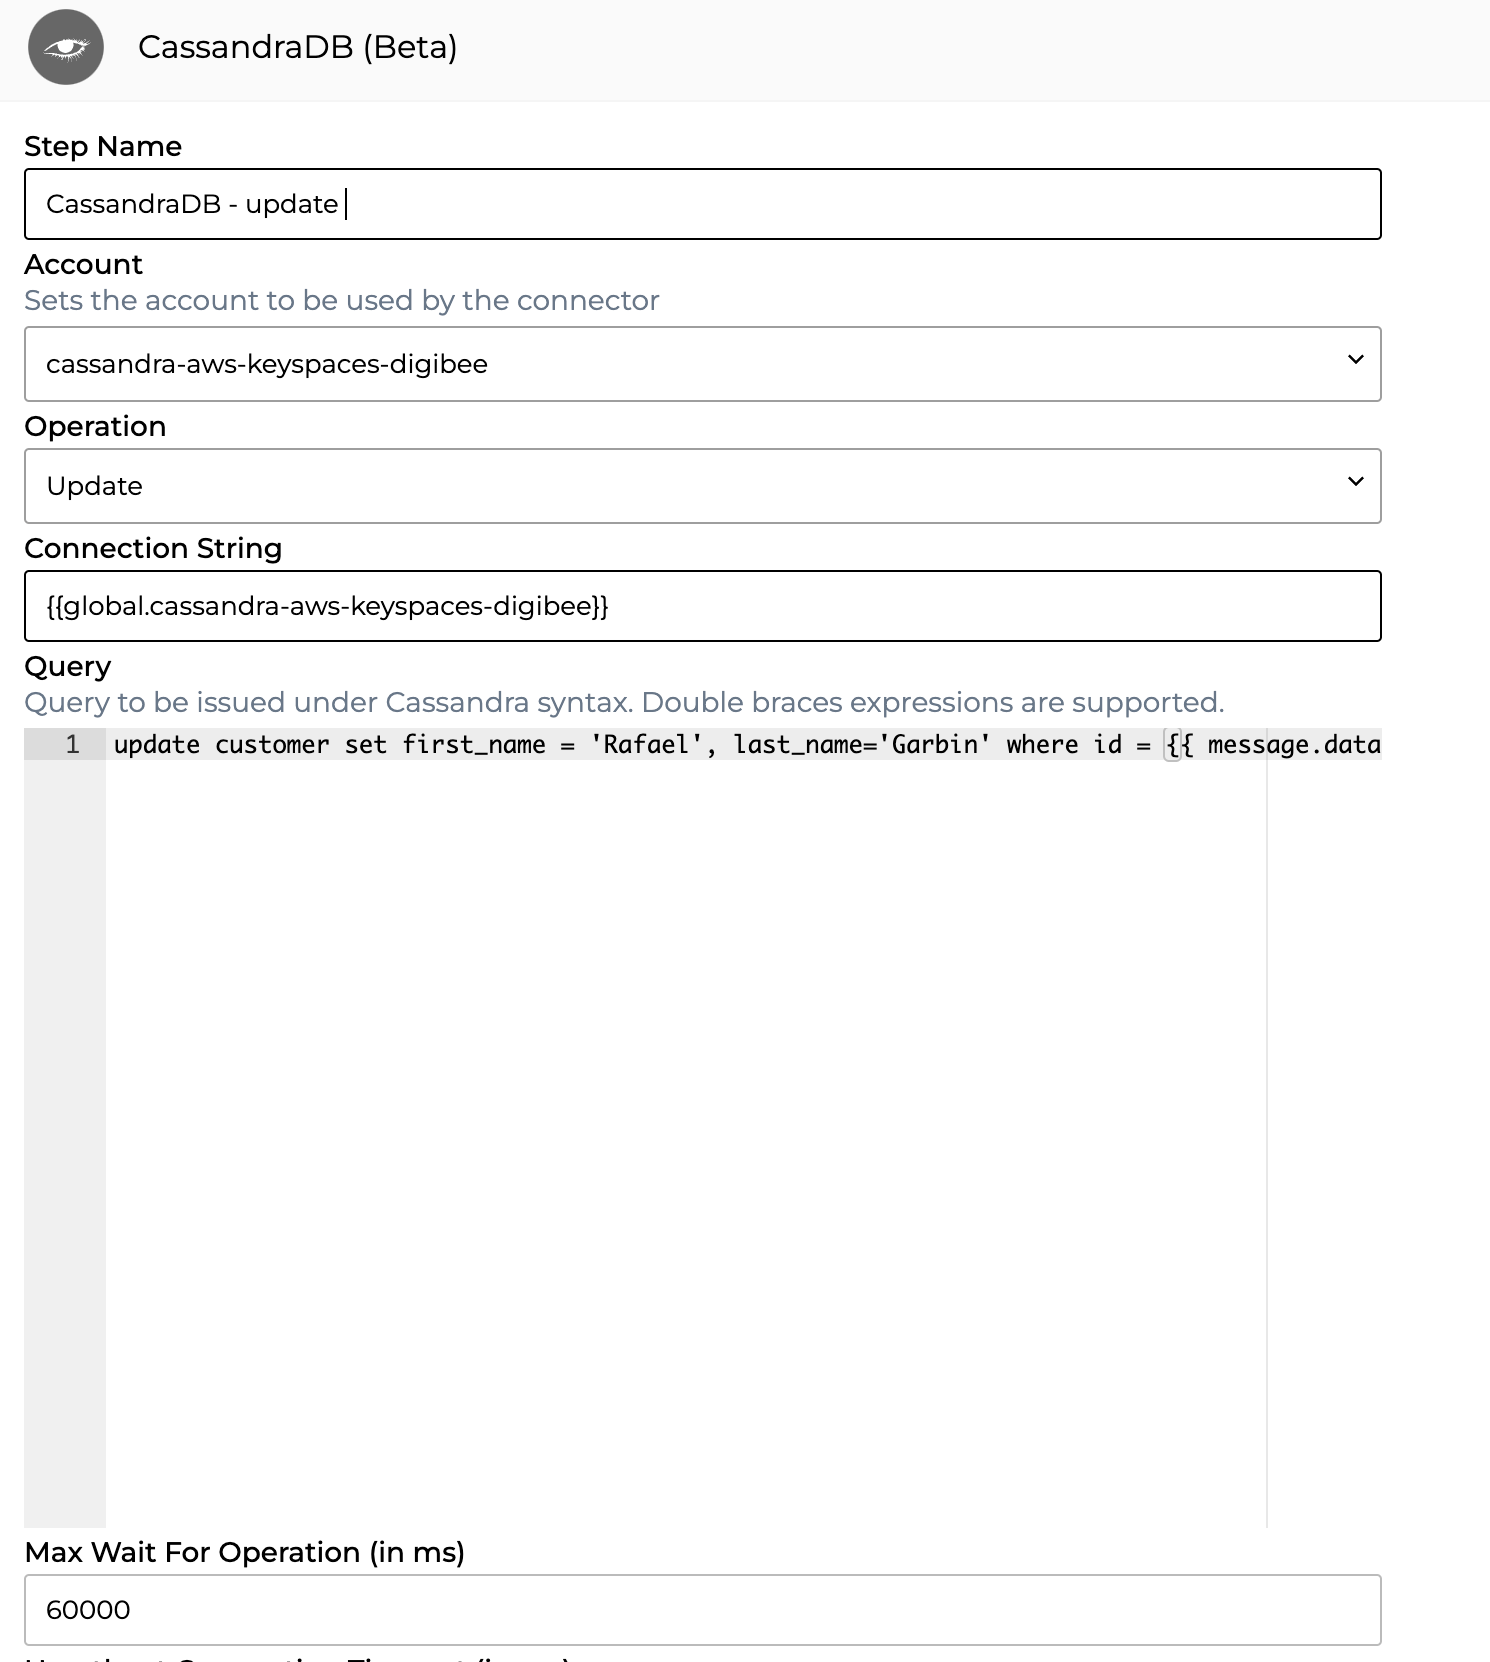 CassandraDB (Beta)
Step Name
CassandraDB - update
Account
Sets the account to be used by the connector
cassandra-aws-keyspaces-digibee
Operation
Update
Connection String
{{global.cassandra-aws-keyspaces-digibee}}
Query
Query to be issued under Cassandra syntax. Double braces expressions are supported.
1 update customer set first_name = 'Rafael', last_name='Garbin' where id = {{ message.data
Max Wait For Operation (in ms)
60000